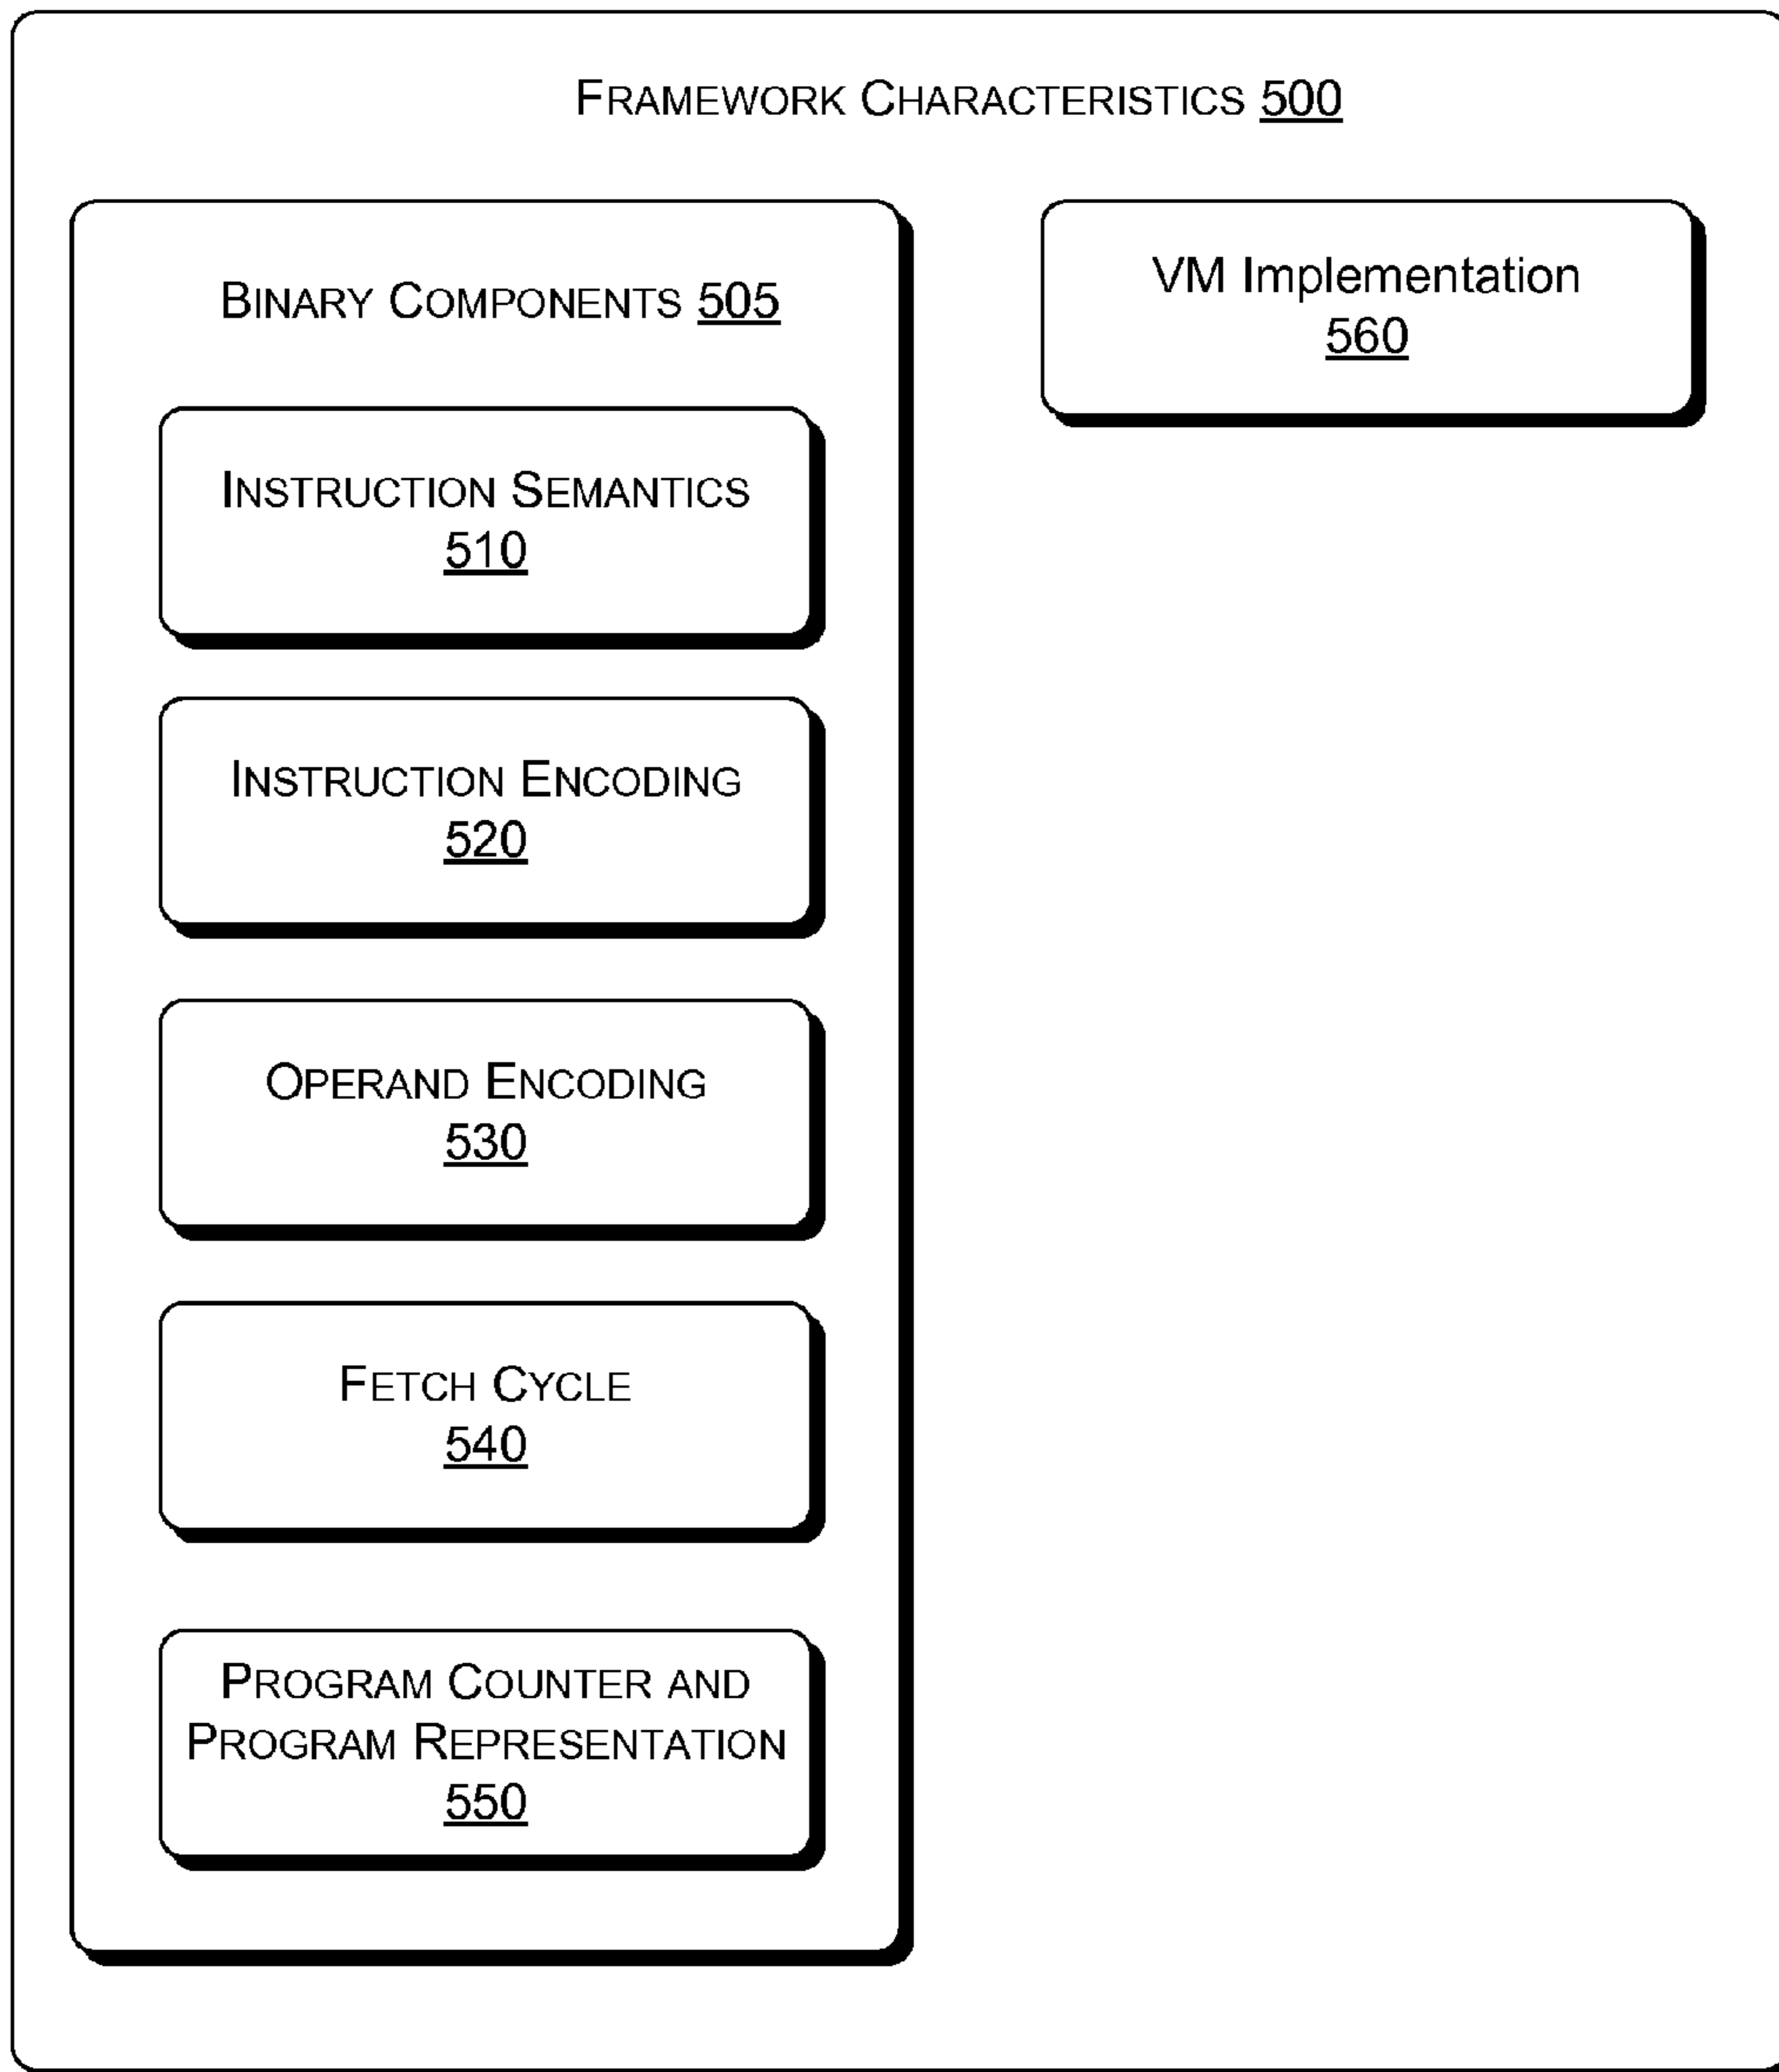 FRAMEWORK CHARACTERISTICS 500
BINARY COMPONENTS 505
INSTRUCTION SEMANTICS
510
INSTRUCTION ENCODING
520
OPERAND ENCODING
530
FETCH CYCLE
540
PROGRAM COUNTER AND
PROGRAM REPRESENTATION
550
VM Implementation
560